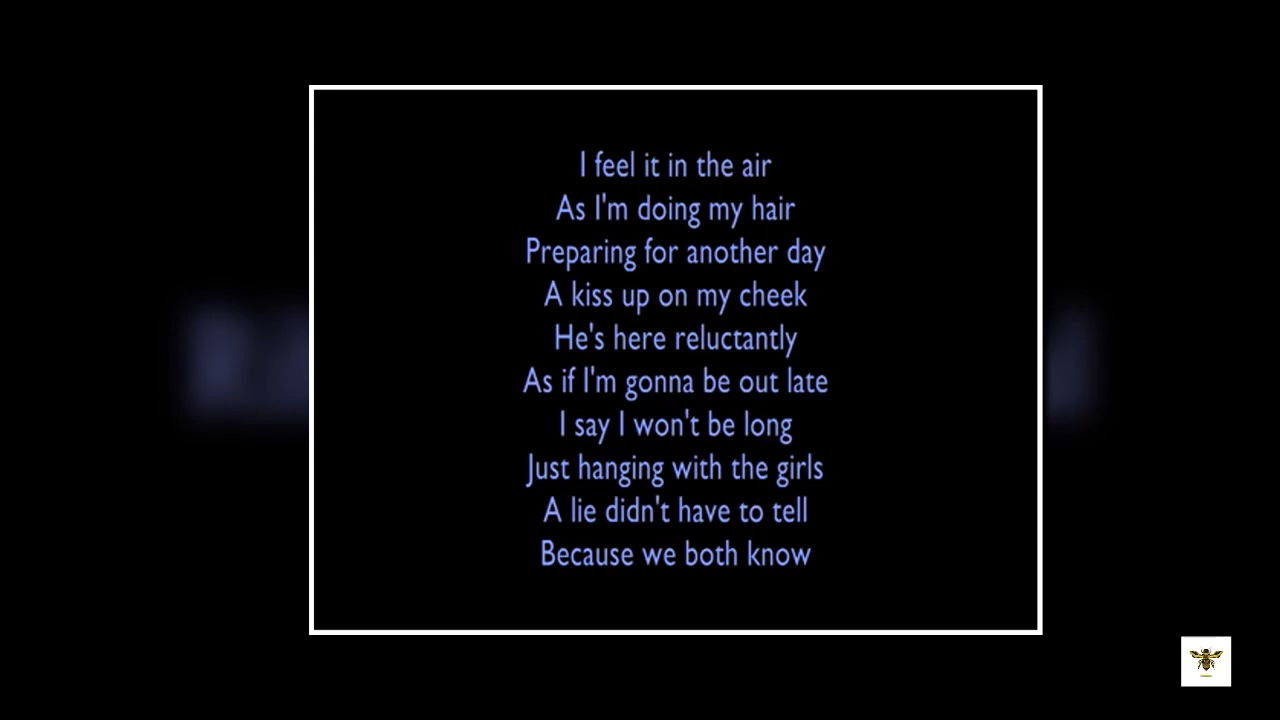 I feel it in the air
As I'm doing my hair
Preparing for another day
A kiss up on my cheek
He's here reluctantly
As if I'm gonna be out late
I say I won't be long
Just hanging with the girls
A lie didn't have to tell
Because we both know